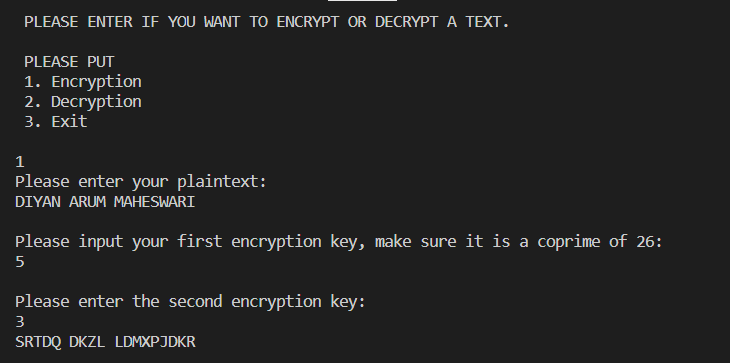 PLEASE ENTER IF YOU WANT TO ENCRYPT OR DECRYPT A TEXT.
PLEASE PUT
1. Encryption
2. Decryption
3. Exit
1
Please enter your plaintext:
DIYAN ARUM MAHESWARI
Please input your first encryption key, make sure it is a coprime of 26:
5
Please enter the second encryption key:
3
SRTDQ DKZL LDMXPJDKR